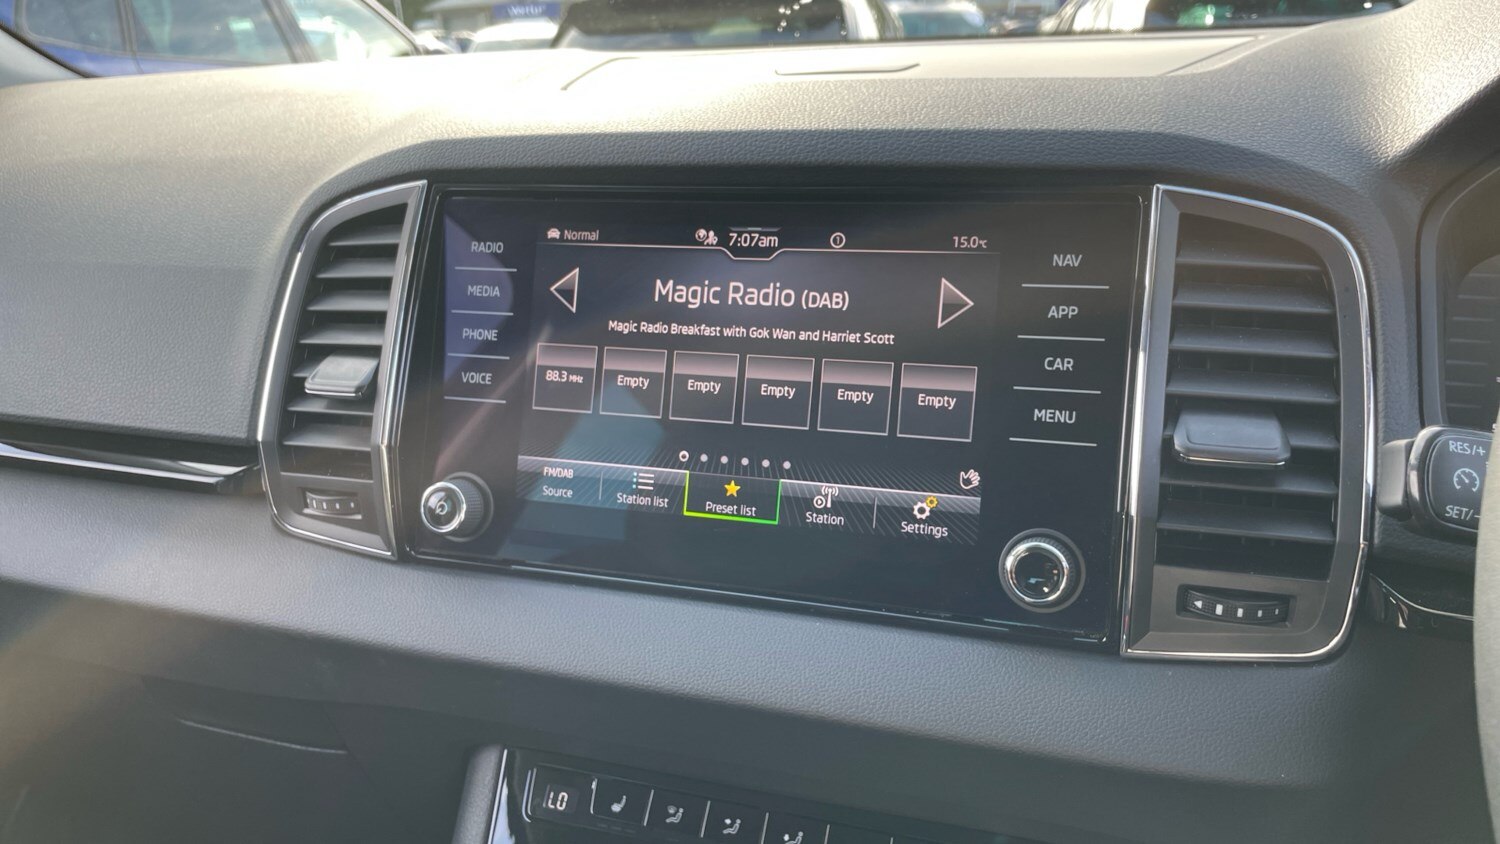 RADIO
MEDIA
PHONE
VOICE
Normal
7:07am
1
15.0°C
Magic Radio (DAB)
Magic Radio Breakfast with Gok Wan and Harriet Scott
88.3 MHz
Empty
Empty
Empty
Empty
Empty
FM/DAB
Source
Station list
Preset list
Station
Settings
NAV
APP
CAR
MENU
RES/+
SET/-
LO